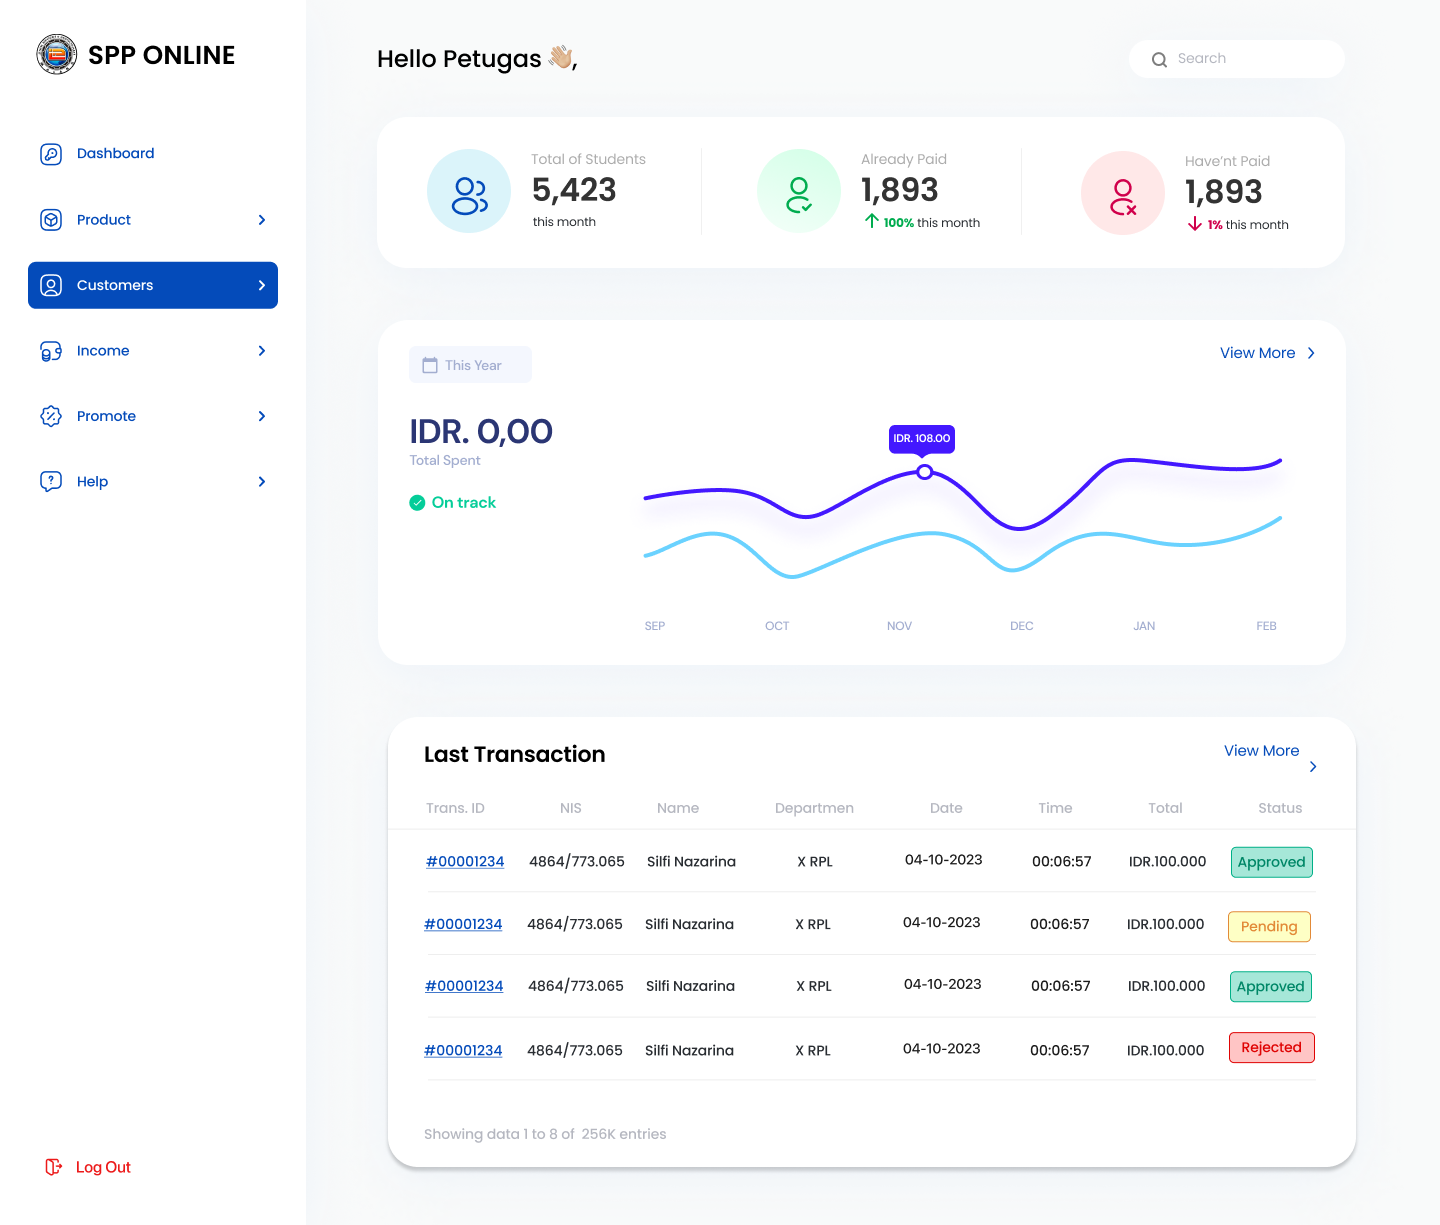 SPP ONLINE
Dashboard
Product
Customers
Income
Promote
Help
Log Out
Hello Petugas 👋🏼,
Search
Total of Students
5,423
this month
Already Paid
1,893
100% this month
Have'nt Paid
1,893
1% this month
This Year
View More
IDR. 0,00
Total Spent
On track
IDR. 108.00
SEP OCT NOV DEC JAN FEB
Last Transaction
View More
Trans. ID NIS Name Departmen Date Time Total Status
#00001234 4864/773.065 Silfi Nazarina X RPL 04-10-2023 00:06:57 IDR.100.000 Approved
#00001234 4864/773.065 Silfi Nazarina X RPL 04-10-2023 00:06:57 IDR.100.000 Pending
#00001234 4864/773.065 Silfi Nazarina X RPL 04-10-2023 00:06:57 IDR.100.000 Approved
#00001234 4864/773.065 Silfi Nazarina X RPL 04-10-2023 00:06:57 IDR.100.000 Rejected
Showing data 1 to 8 of 256K entries